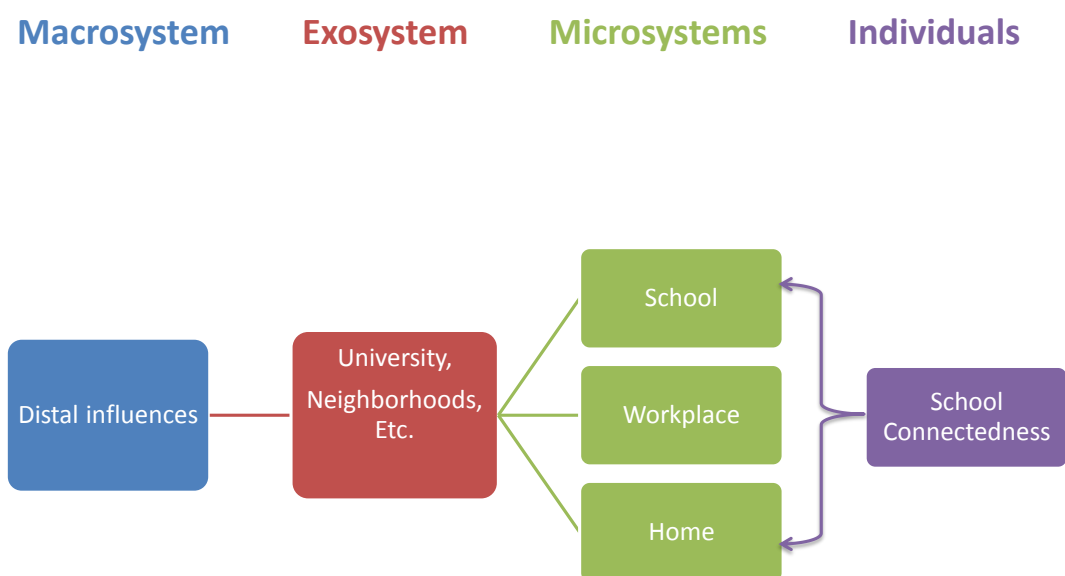 Macrosystem
Exosystem
Microsystems
Individuals
Distal influences
University,
Neighborhoods,
Etc.
School
Workplace
Home
School
Connectedness